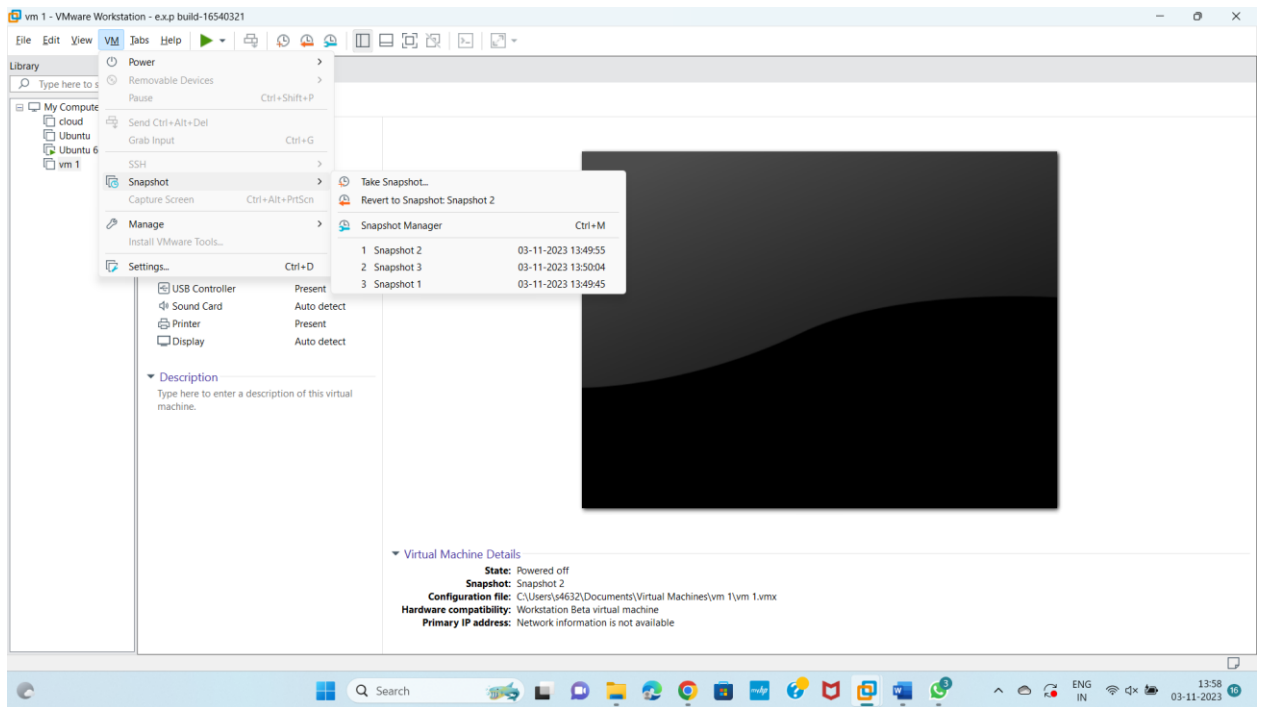 vm 1 - VMware Workstation - e.x.p build-16540321
File Edit View VM Tabs Help
Library
Type here to s
My Compute
cloud
Ubuntu
Ubuntu 6
vm 1
Power
Removable Devices
Pause Ctrl+Shift+P
Send Ctrl+Alt+Del
Grab Input Ctrl+G
SSH
Snapshot
Capture Screen Ctrl+Alt+PrtScn
Manage
Install VMware Tools...
Settings... Ctrl+D
Take Snapshot...
Revert to Snapshot: Snapshot 2
Snapshot Manager Ctrl+M
1 Snapshot 2 03-11-2023 13:49:55
2 Snapshot 3 03-11-2023 13:50:04
3 Snapshot 1 03-11-2023 13:49:45
USB Controller Present
Sound Card Auto detect
Printer Present
Display Auto detect
Description
Type here to enter a description of this virtual
machine.
Virtual Machine Details
State: Powered off
Snapshot: Snapshot 2
Configuration file: C:\Users\s4632\Documents\Virtual Machines\vm 1\vm 1.vmx
Hardware compatibility: Workstation Beta virtual machine
Primary IP address: Network information is not available
Search
3
ENG
IN
13:58
03-11-2023
16